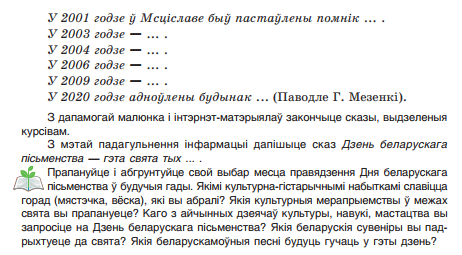 У 2001 годзе ў Мсціславе быў пастаўлены помнік ... .
У 2003 годзе — ... .
У 2004 годзе — ... .
У 2006 годзе — ... .
У 2009 годзе — ... .
У 2020 годзе адноўлены будынак ... (Паводле Г. Мезенкі).
З дапамогай малюнка і інтэрнэт-матэрыялаў закончыце сказы, выдзеленыя
курсівам.
З мэтай падагульнення інфармацыі дапішыце сказ Дзень беларускага
пісьменства — гэта свята тых ... .
Прапануйце і абгрунтуйце свой выбар месца правядзення Дня беларускага
пісьменства ў будучыя гады. Якімі культурна-гістарычнымі набыткамі славіцца
горад (мястэчка, вёска), які вы абралі? Якія культурныя мерапрыемствы ў межах
свята вы прапануеце? Каго з айчынных дзеячаў культуры, навукі, мастацтва вы
запросіце на Дзень беларускага пісьменства? Якія беларускія сувеніры вы пад-
рыхтуеце да свята? Якія беларускамоўныя песні будуць гучаць у гэты дзень?